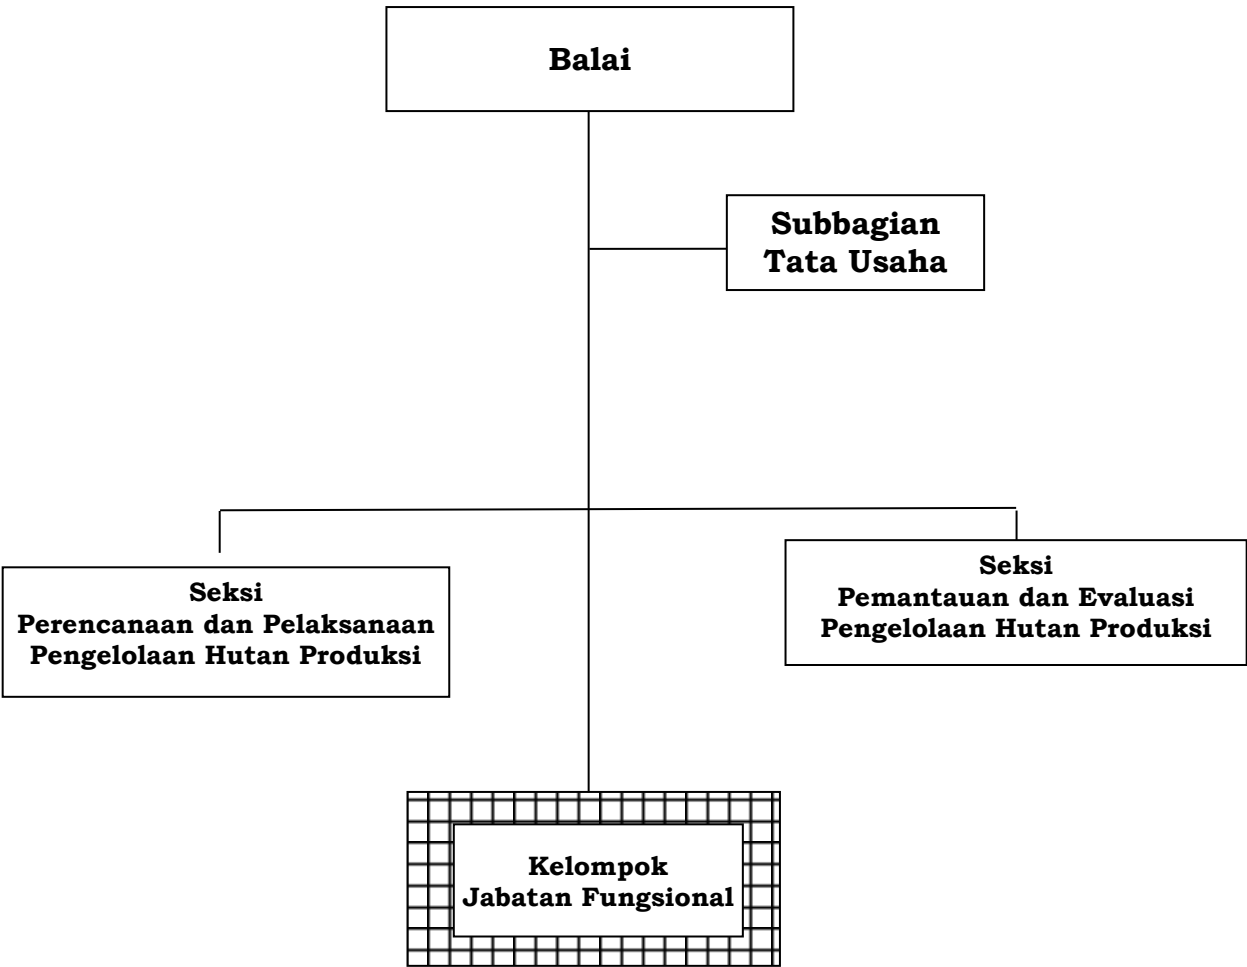 Balai
Subbagian
Tata Usaha
Seksi
Perencanaan dan Pelaksanaan
Pengelolaan Hutan Produksi
Seksi
Pemantauan dan Evaluasi
Pengelolaan Hutan Produksi
Kelompok
Jabatan Fungsional